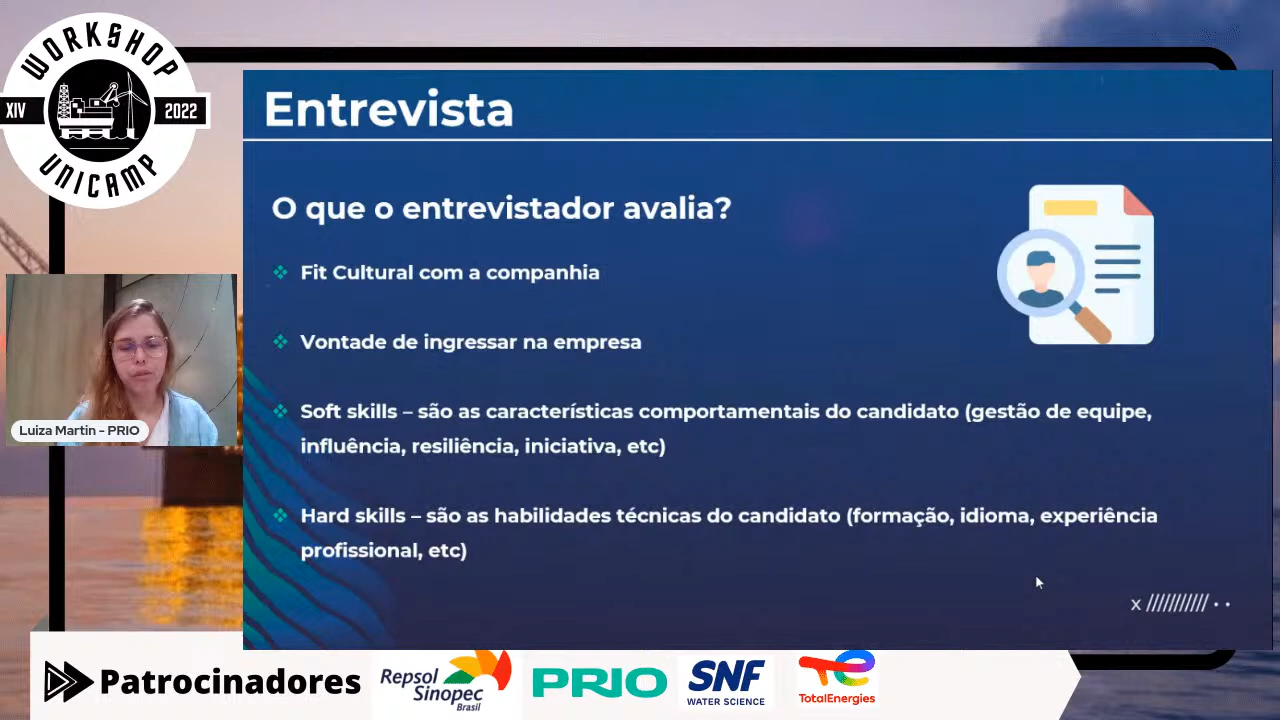 WORKSHOP
XIV
2022
UNICAMP
Entrevista
O que o entrevistador avalia?
Fit Cultural com a companhia
Vontade de ingressar na empresa
Soft skills – são as características comportamentais do candidato (gestão de equipe,
influência, resiliência, iniciativa, etc)
Hard skills – são as habilidades técnicas do candidato (formação, idioma, experiência
profissional, etc)
x /////////// • •
Luiza Martin - PRIO
Patrocinadores
Repsol
Sinopec
Brasil
PRIO
SNF
WATER SCIENCE
TotalEnergies